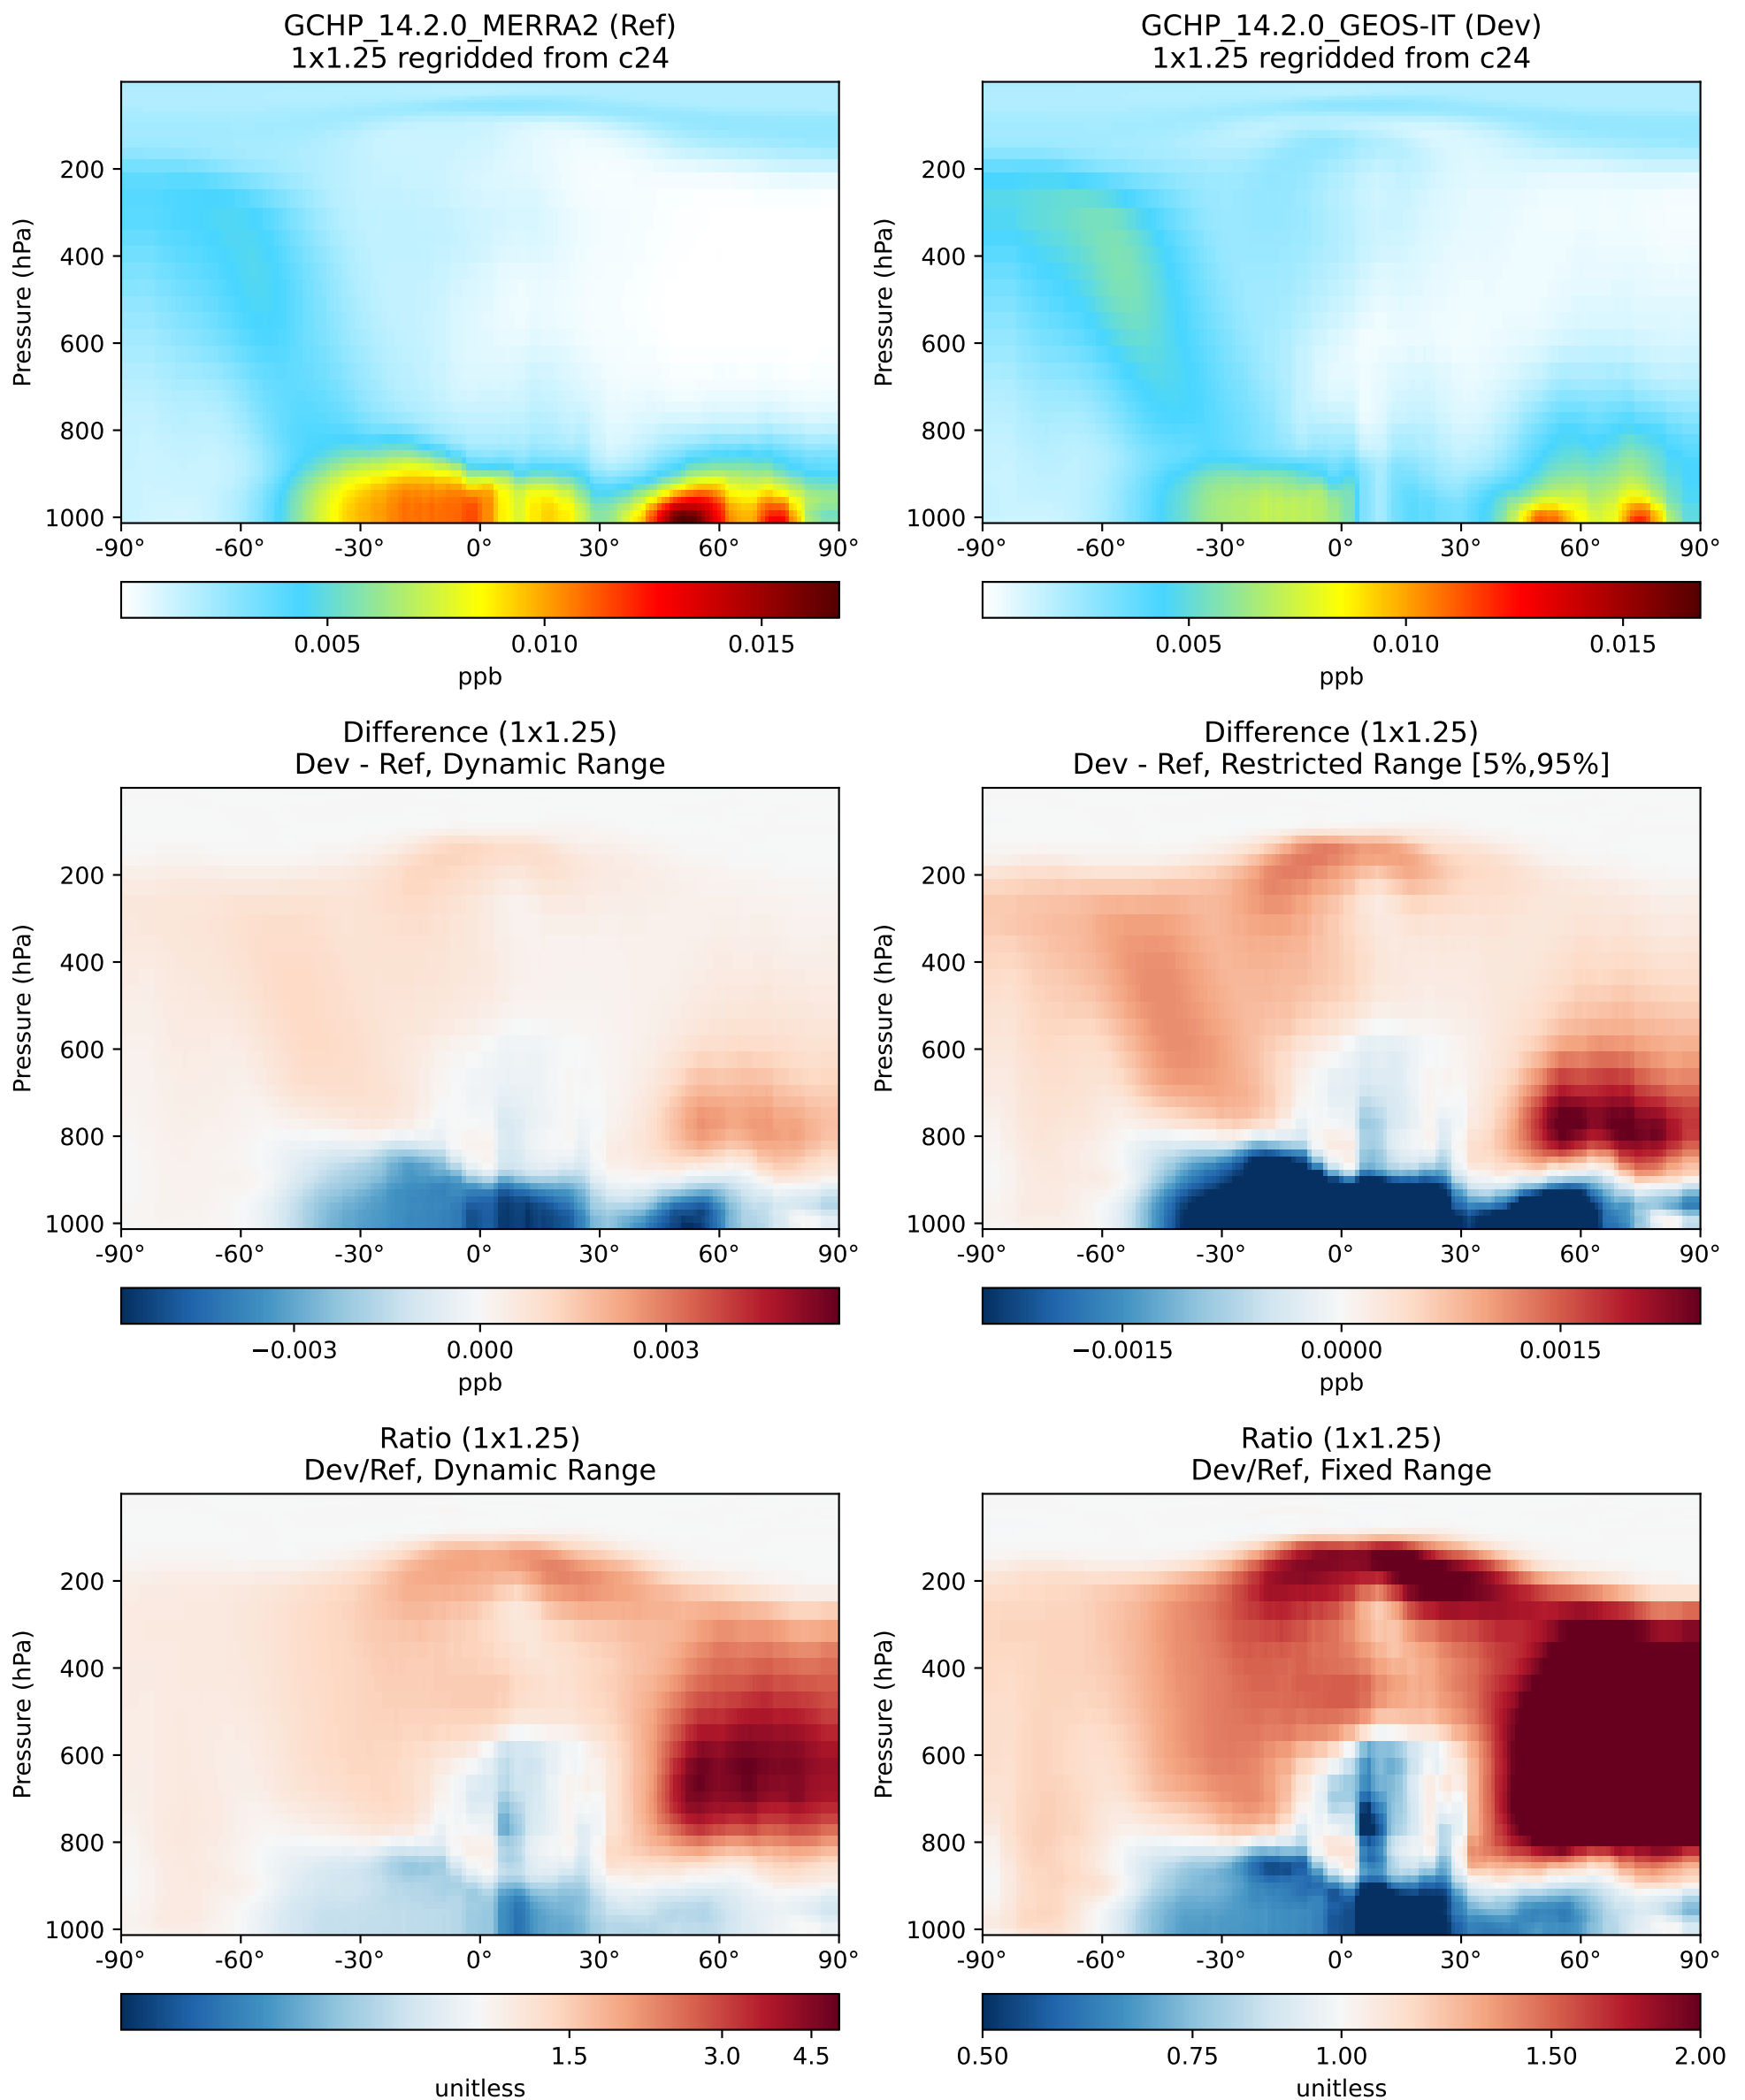 GCHP_14.2.0_MERRA2 (Ref)
1x1.25 regridded from c24
Pressure (hPa)
200
400
600
800
1000
-90° -60° -30° 0° 30° 60° 90°
0.005 0.010 0.015
ppb
GCHP_14.2.0_GEOS-IT (Dev)
1x1.25 regridded from c24
Pressure (hPa)
200
400
600
800
1000
-90° -60° -30° 0° 30° 60° 90°
0.005 0.010 0.015
ppb
Difference (1x1.25)
Dev - Ref, Dynamic Range
Pressure (hPa)
200
400
600
800
1000
-90° -60° -30° 0° 30° 60° 90°
−0.003 0.000 0.003
ppb
Difference (1x1.25)
Dev - Ref, Restricted Range [5%,95%]
Pressure (hPa)
200
400
600
800
1000
-90° -60° -30° 0° 30° 60° 90°
−0.0015 0.0000 0.0015
ppb
Ratio (1x1.25)
Dev/Ref, Dynamic Range
Pressure (hPa)
200
400
600
800
1000
-90° -60° -30° 0° 30° 60° 90°
1.5 3.0 4.5
unitless
Ratio (1x1.25)
Dev/Ref, Fixed Range
Pressure (hPa)
200
400
600
800
1000
-90° -60° -30° 0° 30° 60° 90°
0.50 0.75 1.00 1.50 2.00
unitless